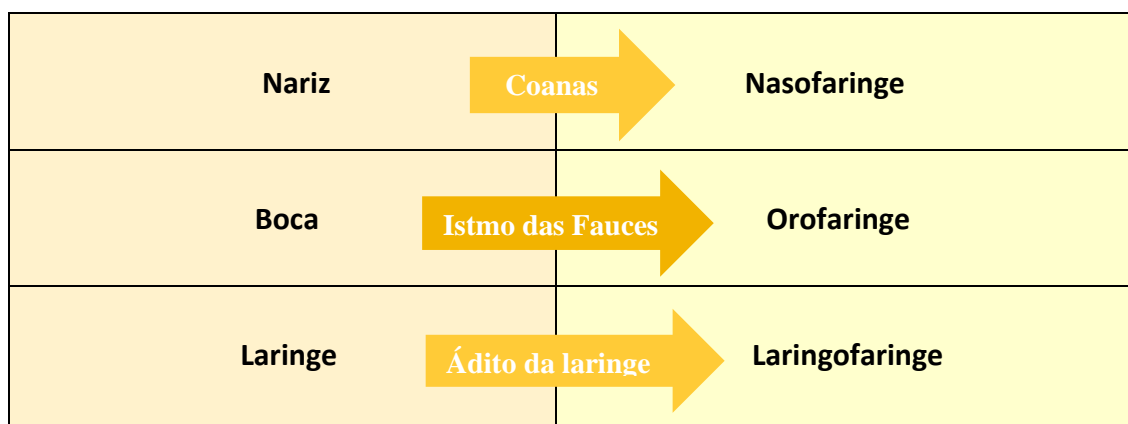 Nariz Coanas Nasofaringe
Boca Istmo das Fauces Orofaringe
Laringe Ádito da laringe Laringofaringe